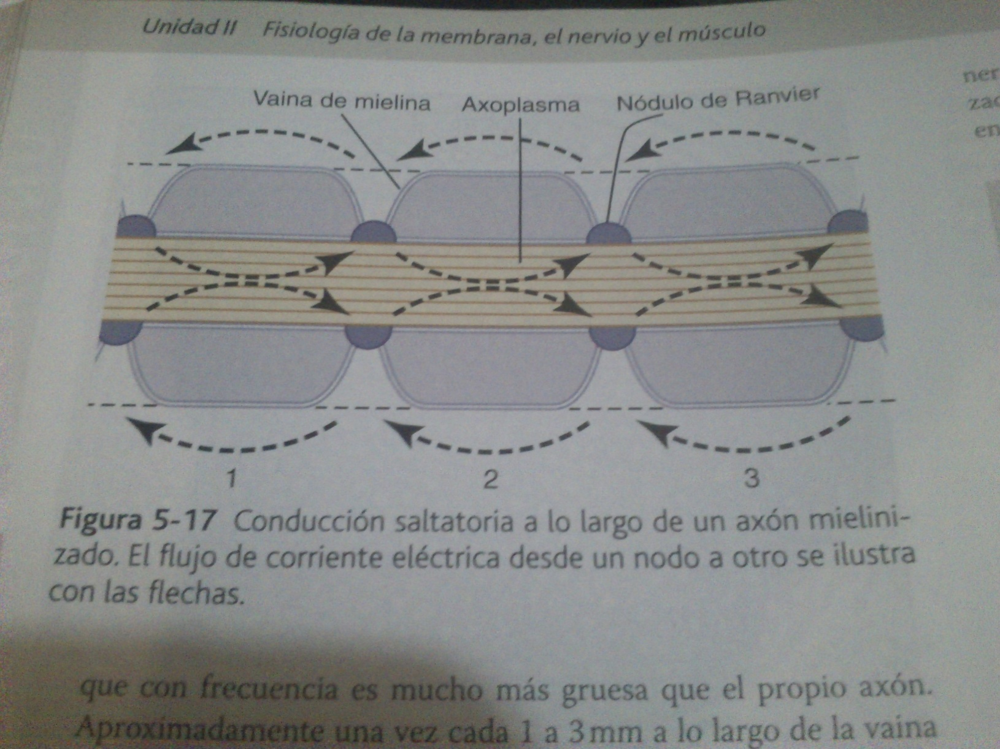 Unidad II Fisiología de la membrana, el nervio y el músculo
Vaina de mielina Axoplasma Nódulo de Ranvier
1 2 3
Figura 5-17 Conducción saltatoria a lo largo de un axón mielini-
zado. El flujo de corriente eléctrica desde un nodo a otro se ilustra
con las flechas.
que con frecuencia es mucho más gruesa que el propio axón.
Aproximadamente una vez cada 1 a 3 mm a lo largo de la vaina
ner
zac
en